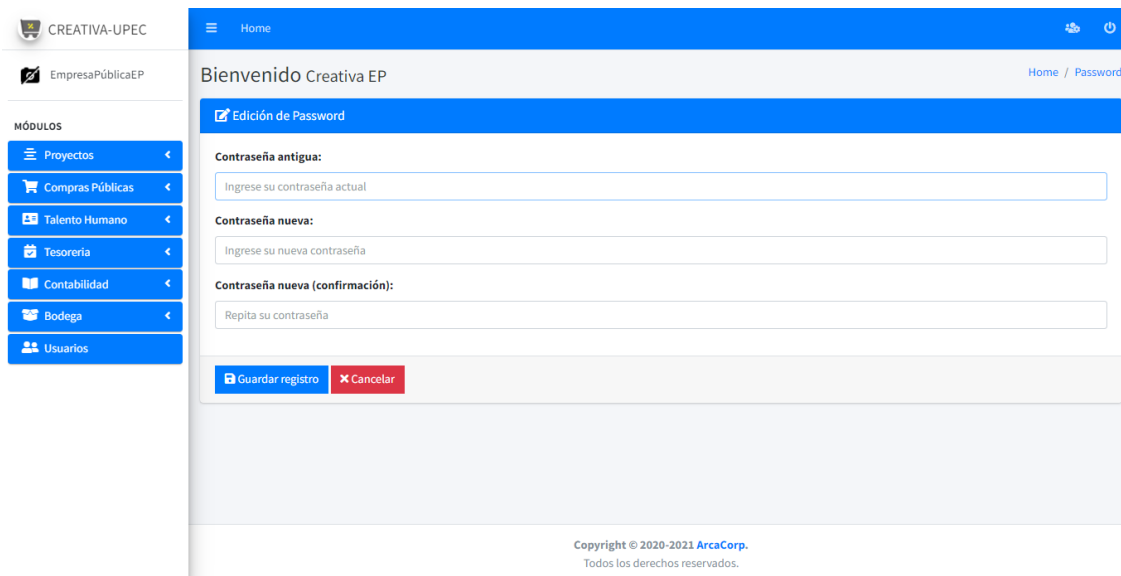 CREATIVA-UPEC
Home
EmpresaPúblicaEP
Bienvenido Creativa EP
Home / Password
MÓDULOS
Proyectos
Compras Públicas
Talento Humano
Tesoreria
Contabilidad
Bodega
Usuarios
Edición de Password
Contraseña antigua:
Ingrese su contraseña actual
Contraseña nueva:
Ingrese su nueva contraseña
Contraseña nueva (confirmación):
Repita su contraseña
Guardar registro
Cancelar
Copyright © 2020-2021 ArcaCorp.
Todos los derechos reservados.